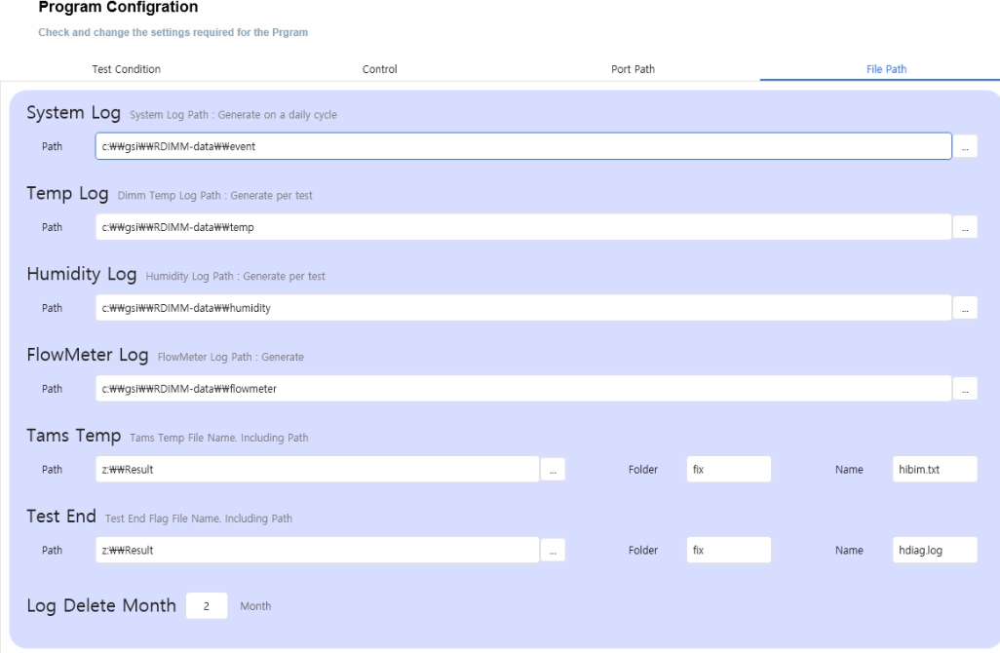 Program Configration
Check and change the settings required for the Prgram
Test Condition Control Port Path File Path
System Log System Log Path : Generate on a daily cycle
Path c:₩₩gsi₩₩RDIMM-data₩₩event ...
Temp Log Dimm Temp Log Path : Generate per test
Path c:₩₩gsi₩₩RDIMM-data₩₩temp ...
Humidity Log Humidity Log Path : Generate per test
Path c:₩₩gsi₩₩RDIMM-data₩₩humidity ...
FlowMeter Log FlowMeter Log Path : Generate
Path c:₩₩gsi₩₩RDIMM-data₩₩flowmeter ...
Tams Temp Tams Temp File Name. Including Path
Path z:₩₩Result ... Folder fix Name hibim.txt
Test End Test End Flag File Name. Including Path
Path z:₩₩Result ... Folder fix Name hdiag.log
Log Delete Month 2 Month